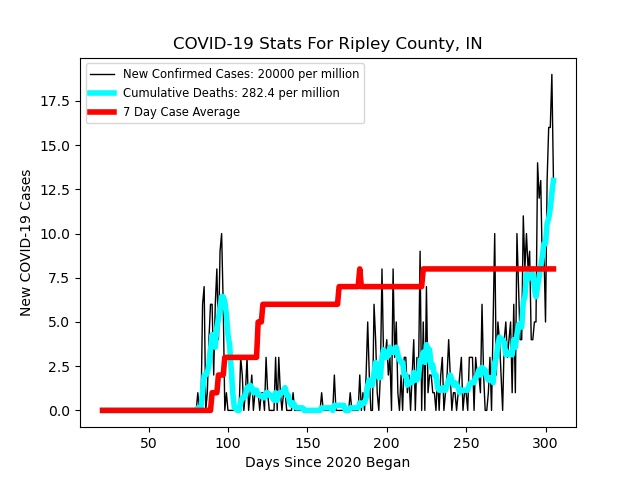 COVID-19 Stats For Ripley County, IN
New Confirmed Cases: 20000 per million
Cumulative Deaths: 282.4 per million
7 Day Case Average
17.5
15.0
12.5
10.0
7.5
5.0
2.5
0.0
New COVID-19 Cases
50 100 150 200 250 300
Days Since 2020 Began